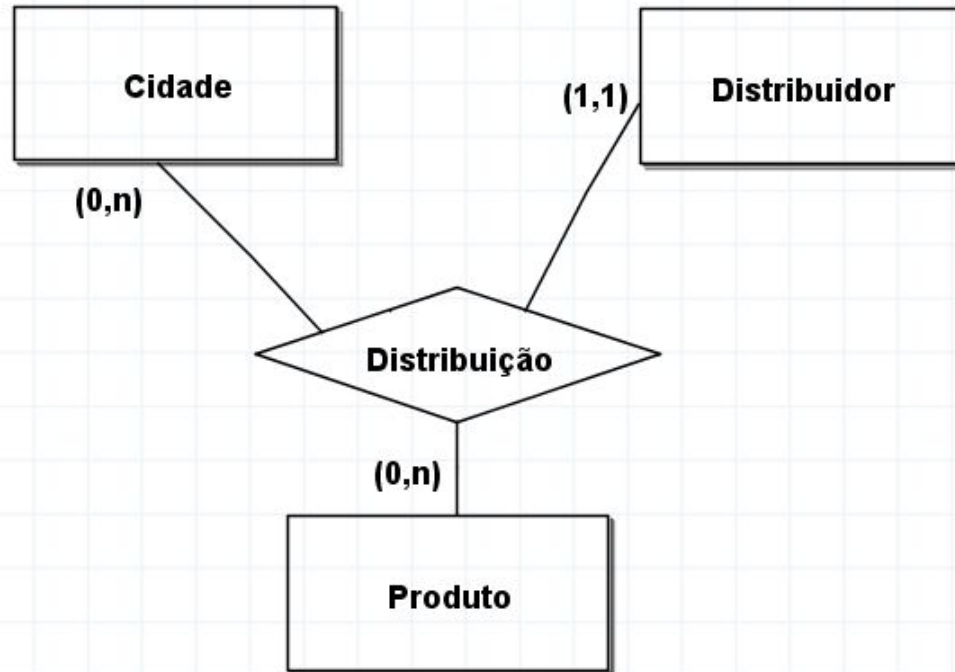 Cidade
Distribuidor
(1,1)
(0,n)
Distribuição
(0,n)
Produto